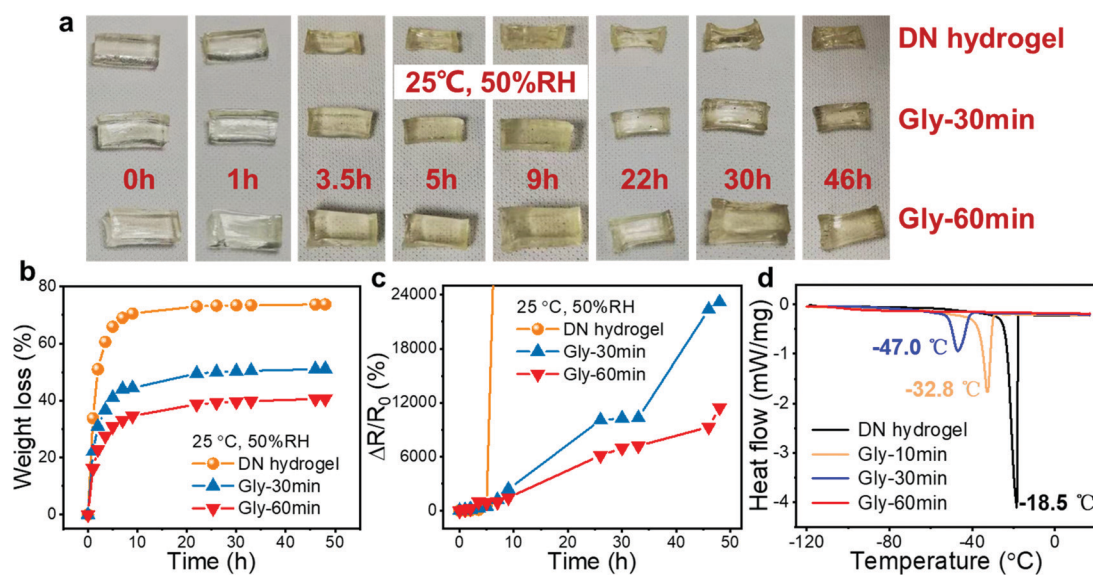 a
DN hydrogel
25℃, 50%RH
Gly-30min
0h 1h 3.5h 5h 9h 22h 30h 46h
Gly-60min
b
80
60
40
20
0
Weight loss (%)
25 °C, 50%RH
DN hydrogel
Gly-30min
Gly-60min
0 10 20 30 40 50
Time (h)
c
24000
18000
12000
6000
0
ΔR/R₀ (%)
25 °C, 50%RH
DN hydrogel
Gly-30min
Gly-60min
0 10 20 30 40 50
Time (h)
d
0
-1
-2
-3
-4
Heat flow (mW/mg)
-47.0 ℃
-32.8 ℃
DN hydrogel
Gly-10min
Gly-30min
Gly-60min
-18.5 ℃
-120 -80 -40 0
Temperature (°C)